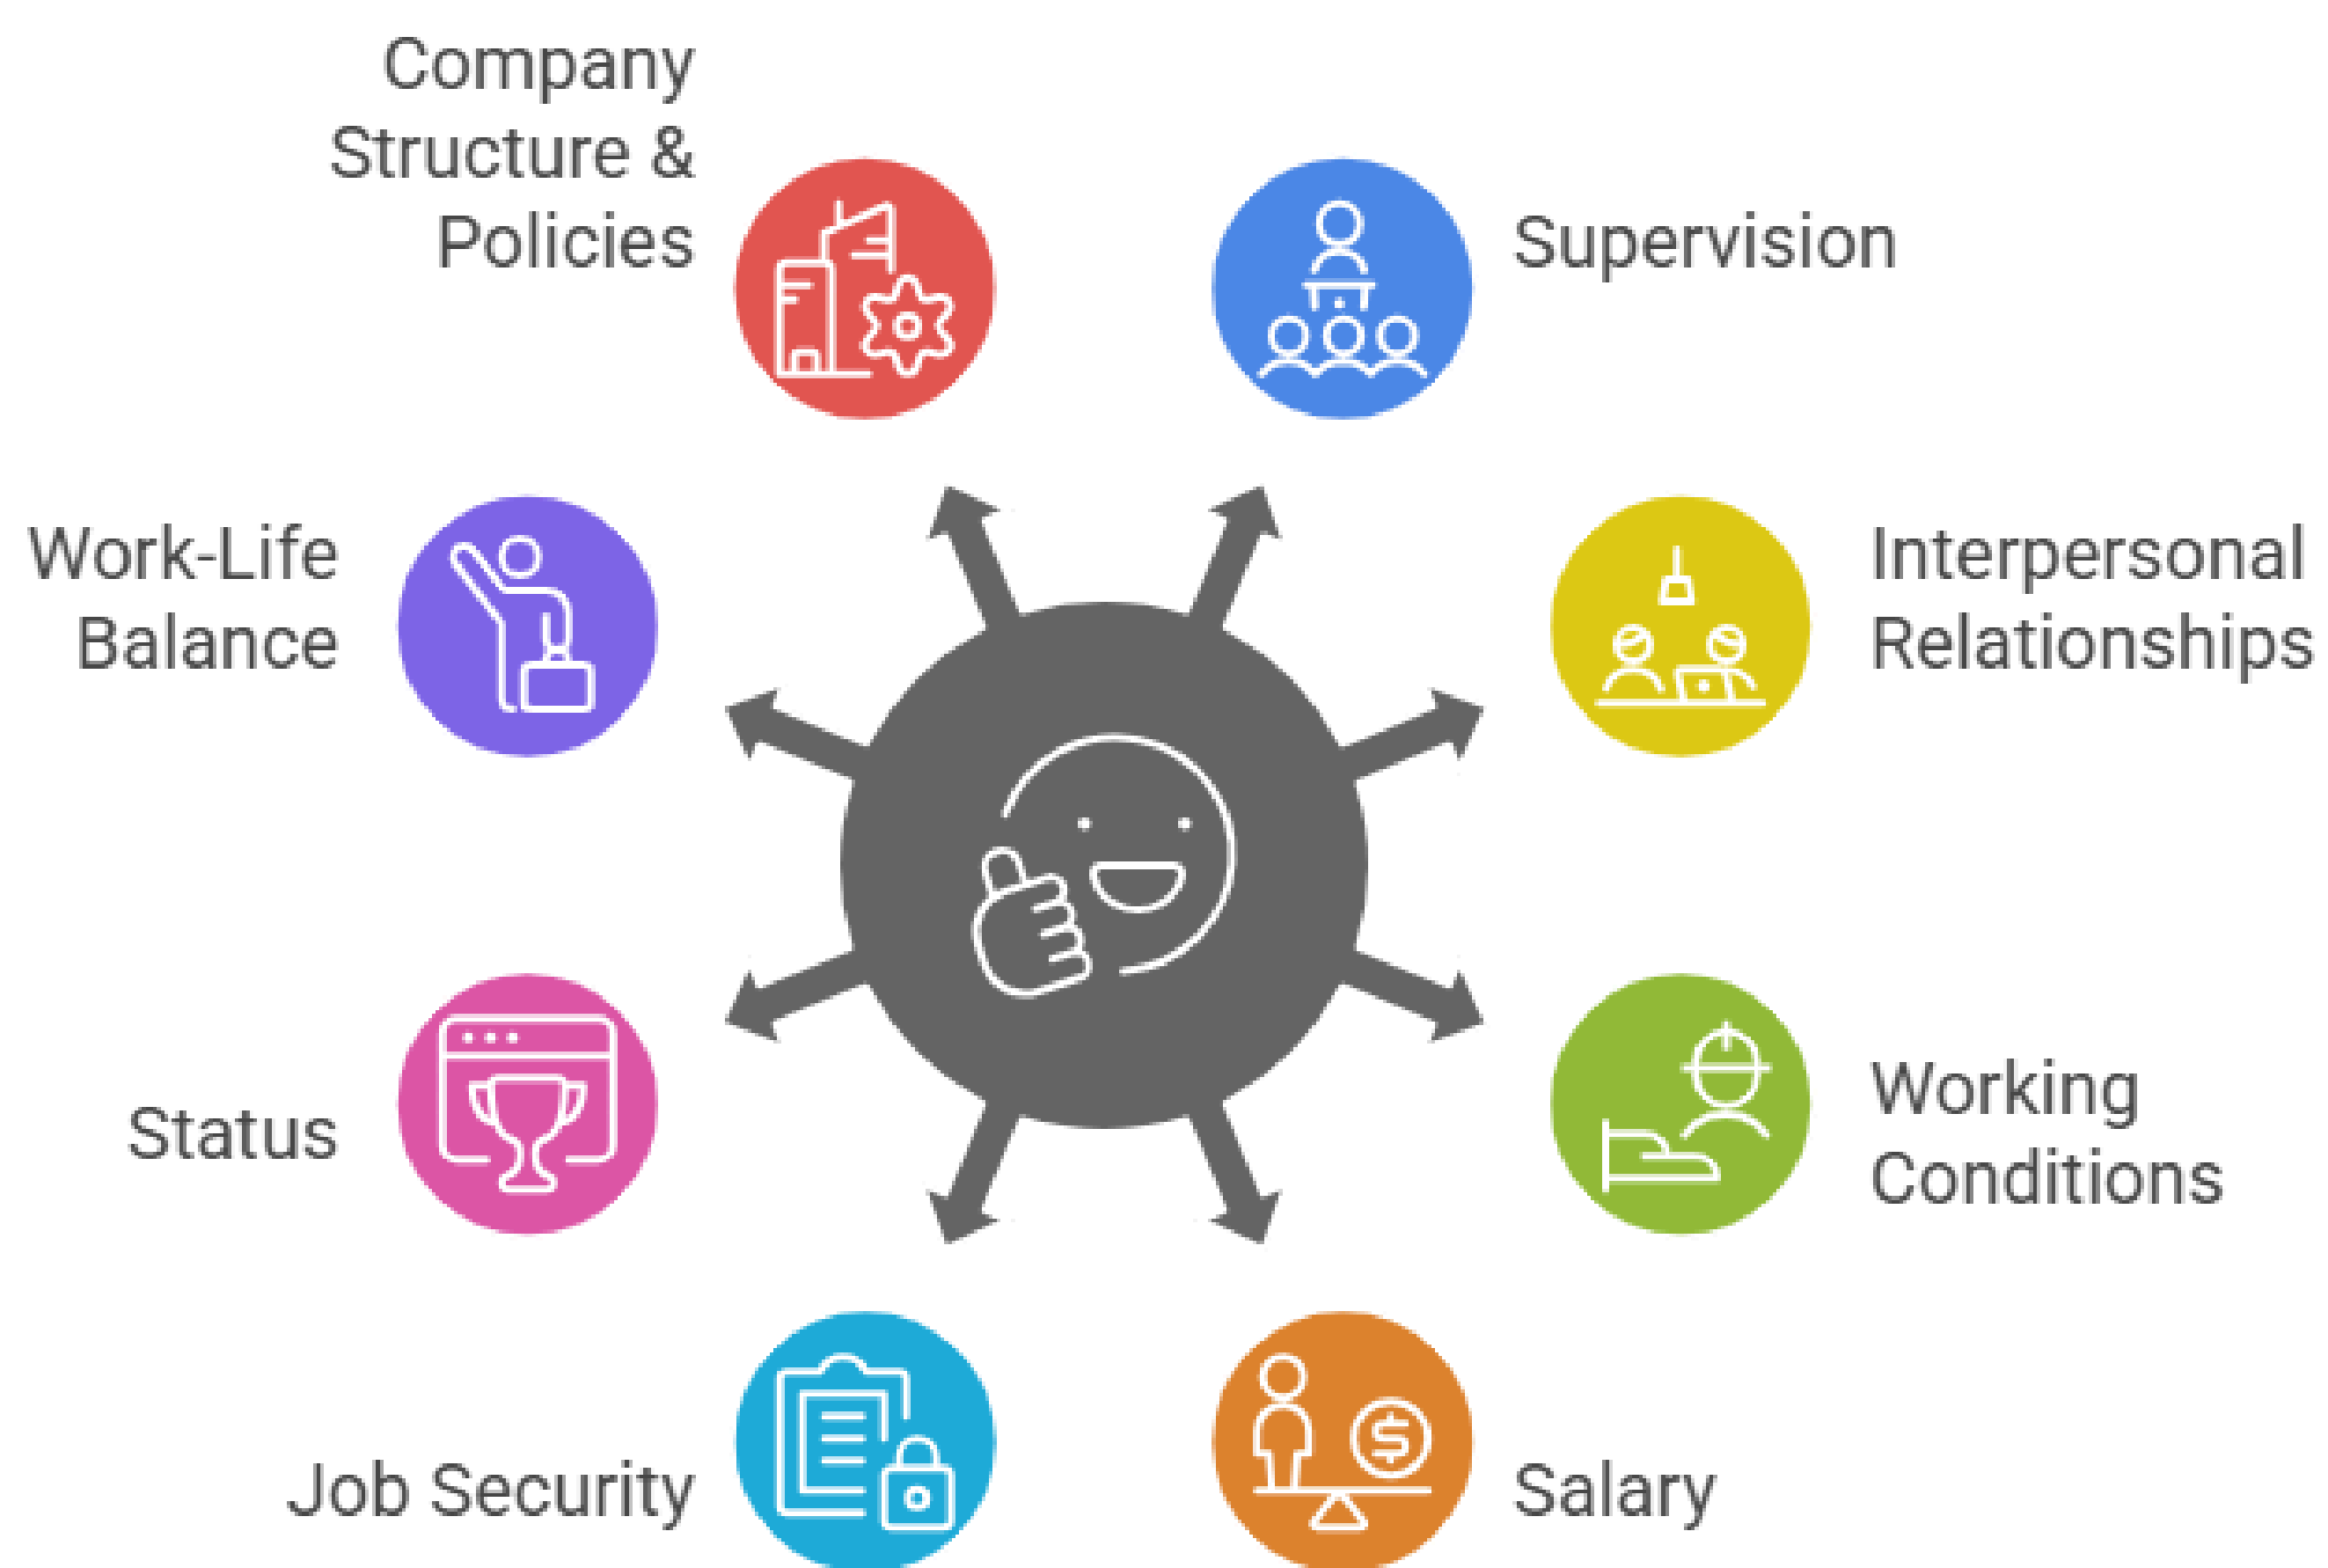 Company
Structure &
Policies
Supervision
Work-Life
Balance
Interpersonal
Relationships
Status
Working
Conditions
Job Security
Salary